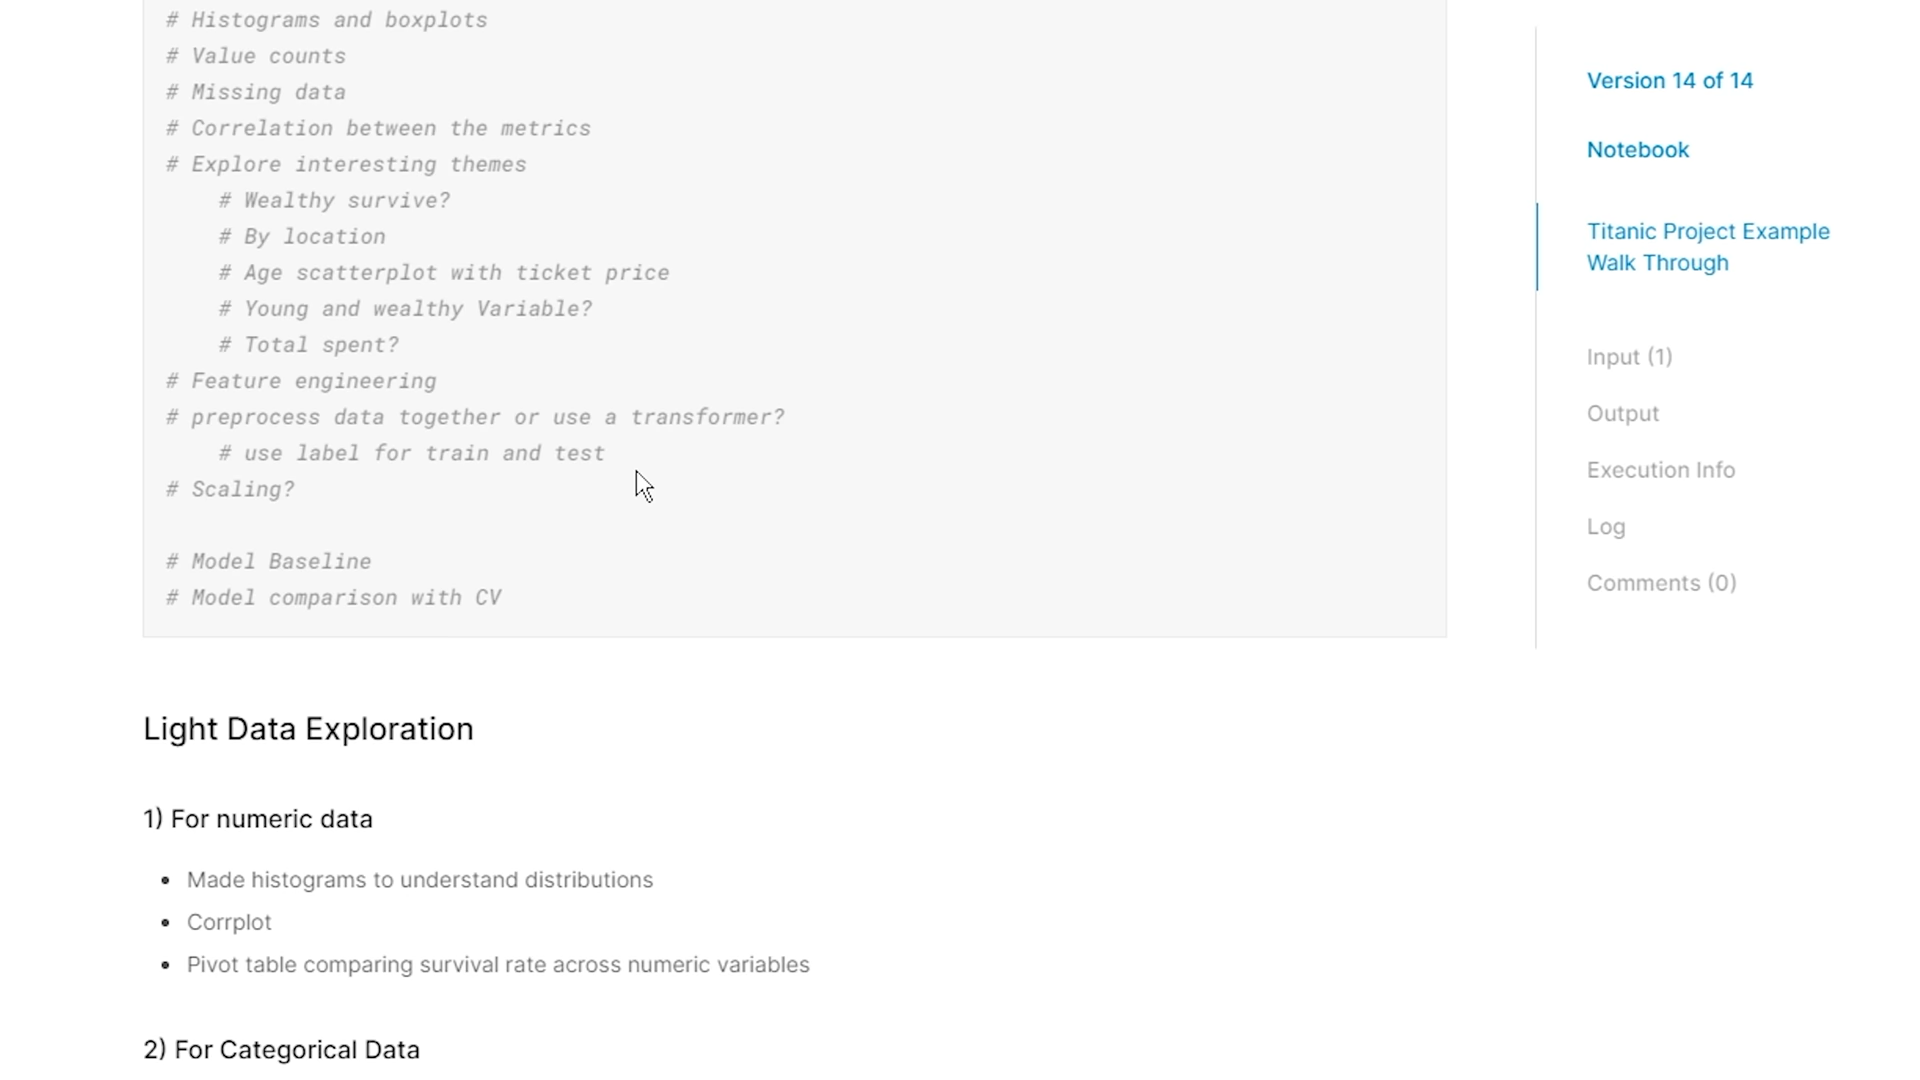 # Histograms and boxplots
# Value counts
# Missing data
# Correlation between the metrics
# Explore interesting themes
# Wealthy survive?
# By location
# Age scatterplot with ticket price
# Young and wealthy Variable?
# Total spent?
# Feature engineering
# preprocess data together or use a transformer?
# use label for train and test
# Scaling?
# Model Baseline
# Model comparison with CV
Light Data Exploration
1) For numeric data
Made histograms to understand distributions
Corrplot
Pivot table comparing survival rate across numeric variables
2) For Categorical Data
Version 14 of 14
Notebook
Titanic Project Example
Walk Through
Input (1)
Output
Execution Info
Log
Comments (0)